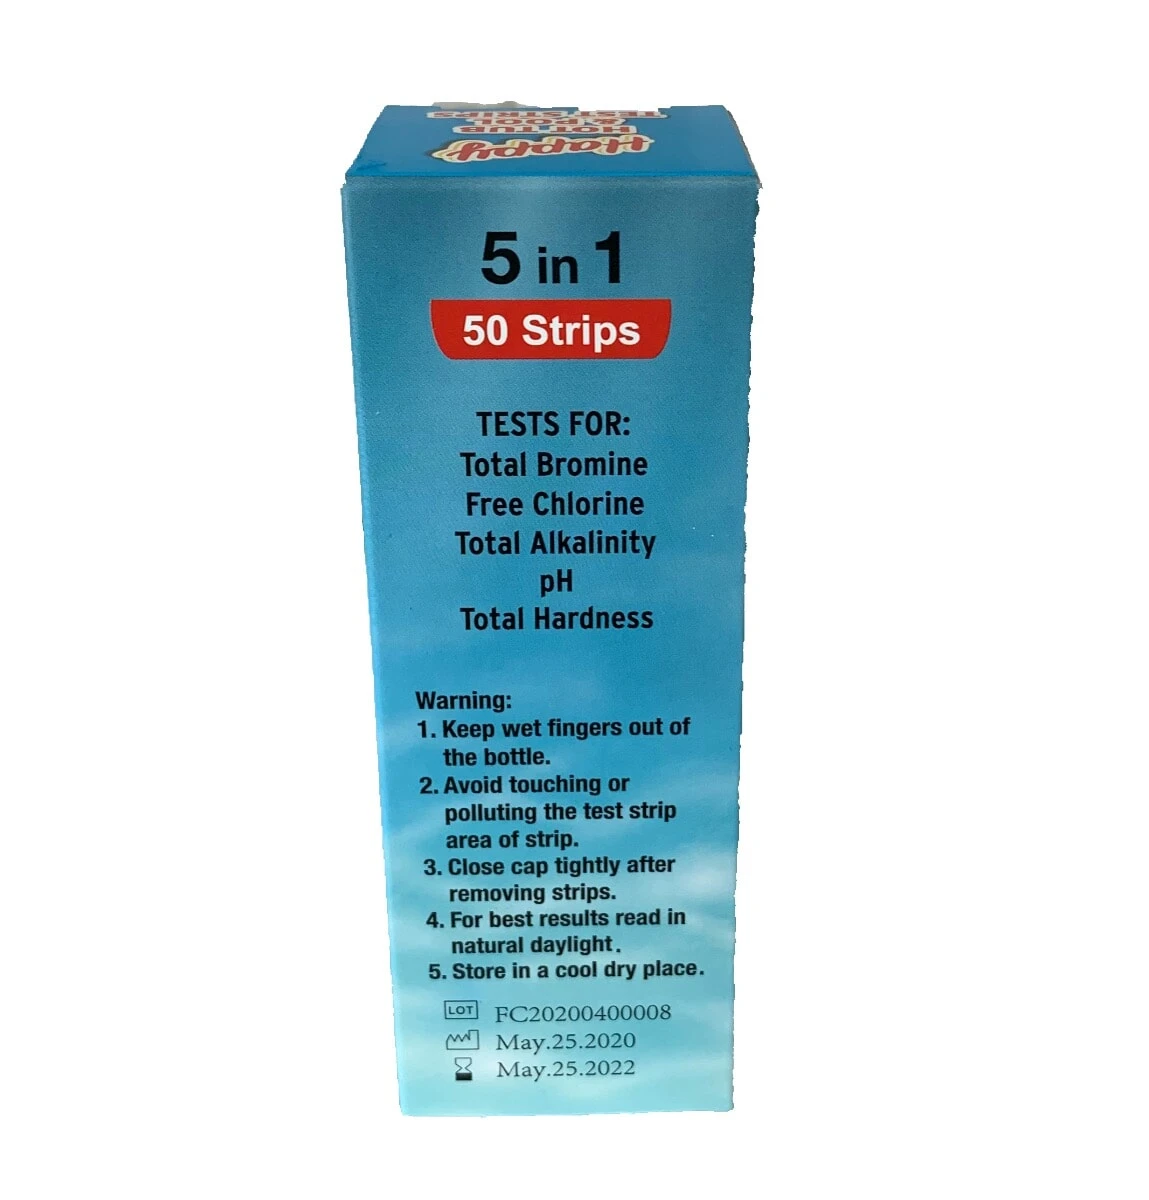 Happy
HOT TUB
& POOL
TEST STRIPS
5 in 1
50 Strips
TESTS FOR:
Total Bromine
Free Chlorine
Total Alkalinity
pH
Total Hardness
Warning:
1. Keep wet fingers out of
the bottle.
2. Avoid touching or
polluting the test strip
area of strip.
3. Close cap tightly after
removing strips.
4. For best results read in
natural daylight.
5. Store in a cool dry place.
LOT FC20200400008
May.25.2020
May.25.2022